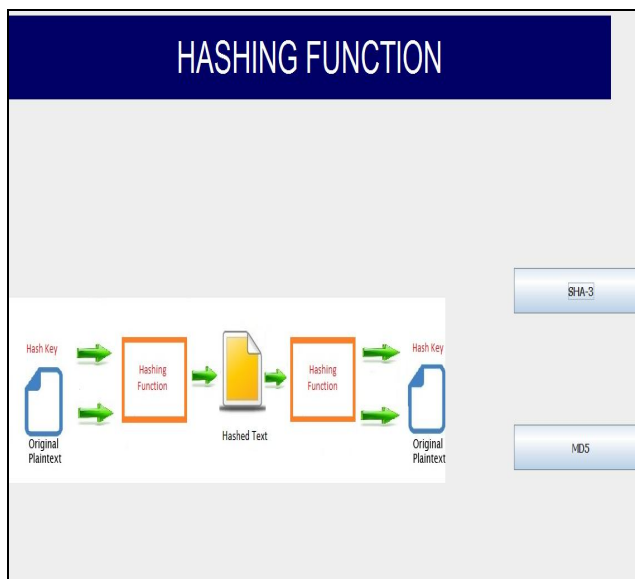 HASHING FUNCTION
SHA-3
Hash Key
Hashing
Function
Hashed Text
Hashing
Function
Hash Key
Original
Plaintext
Original
Plaintext
MD5